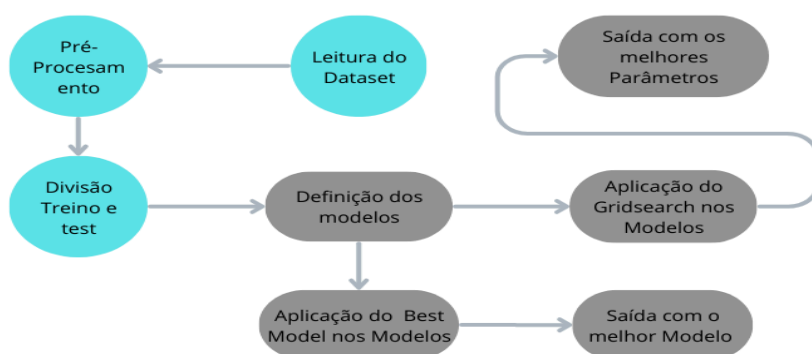 Pré-
Procesam
ento
Leitura do
Dataset
Saída com os
melhores
Parâmetros
Divisão
Treino e
test
Definição dos
modelos
Aplicação do
Gridsearch nos
Modelos
Aplicação do Best
Model nos Modelos
Saída com o
melhor Modelo